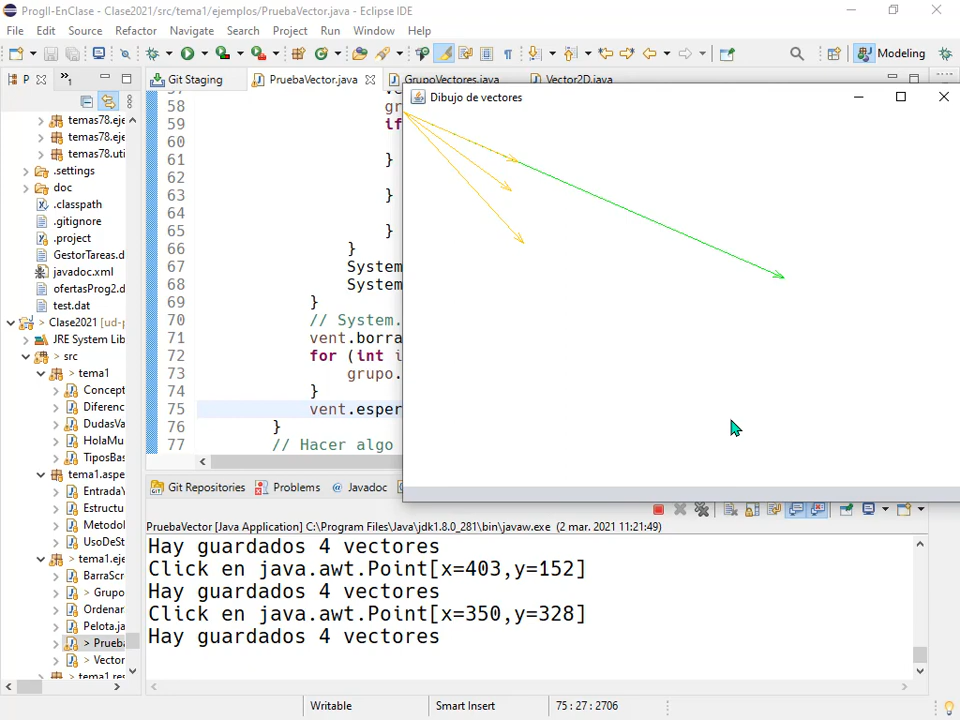 ProgII-EnClase - Clase2021/src/tema1/ejemplos/PruebaVector.java - Eclipse IDE
File Edit Source Refactor Navigate Search Project Run Window Help
Modeling
P
»1
Git Staging
PruebaVector.java
GrupoVectores.java
Vector2D.java
Dibujo de vectores
temas78.eje
temas78.eje
temas78.uti
.settings
doc
.classpath
.gitignore
.project
GestorTareas.d
javadoc.xml
ofertasProg2.d
test.dat
> Clase2021 [ud-p
JRE System Lib
> src
> tema1
Concept
Diferenc
DudasVa
HolaMu
TiposBas
tema1.aspe
EntradaY
Estructu
Metodol
UsoDeSt
tema1.eje
BarraScr
> Grupo
Ordenar
Pelota.ja
> Prueba
> Vector
tema1.res
57
58 gr
59 if
60
61 }
62
63 }
64
65 }
66 }
67 System
68 System
69 }
70 // System.
71 vent.borra
72 for (int i
73 grupo.
74 }
75 vent.esper
76 }
77 // Hacer algo
Git Repositories
Problems
@ Javadoc
PruebaVector [Java Application] C:\Program Files\Java\jdk1.8.0_281\bin\javaw.exe (2 mar. 2021 11:21:49)
Hay guardados 4 vectores
Click en java.awt.Point[x=403,y=152]
Hay guardados 4 vectores
Click en java.awt.Point[x=350,y=328]
Hay guardados 4 vectores
Writable
Smart Insert
75 : 27 : 2706